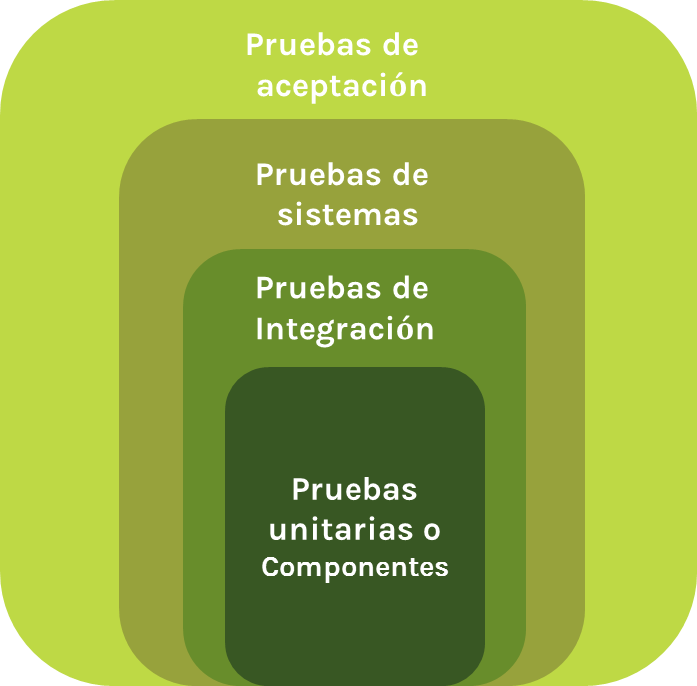 Pruebas de
aceptación
Pruebas de
sistemas
Pruebas de
Integración
Pruebas
unitarias o
Componentes